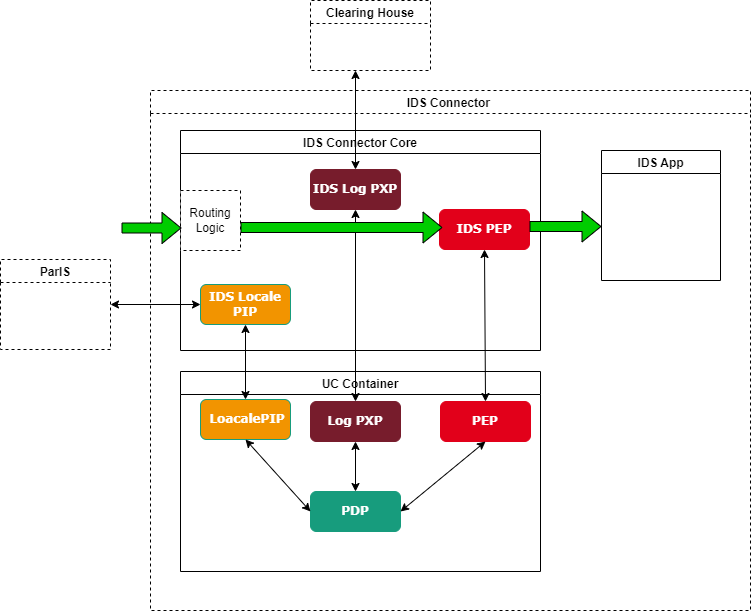 Clearing House
IDS Connector
IDS Connector Core
IDS App
IDS Log PXP
Routing
Logic
IDS PEP
ParIS
IDS Locale
PIP
UC Container
LoacalePIP
Log PXP
PEP
PDP